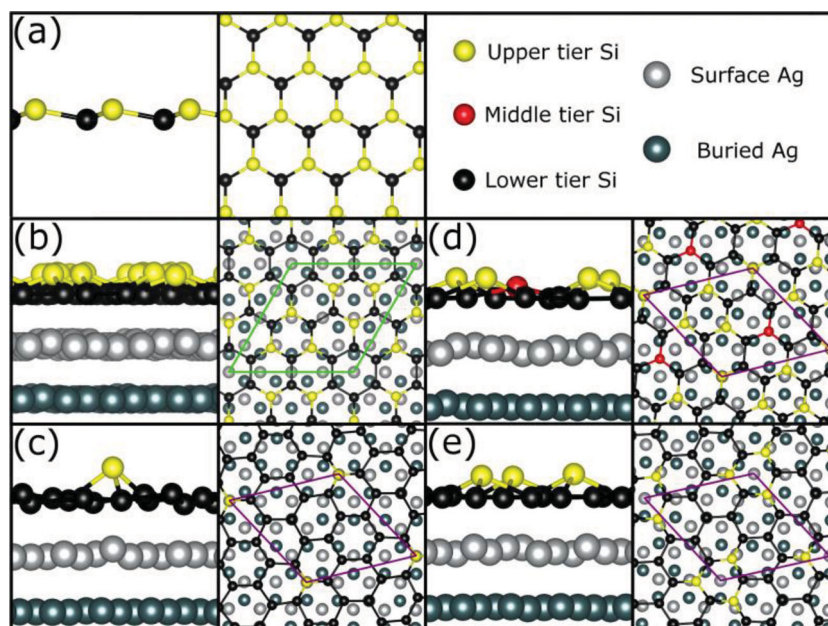 (a)
Upper tier Si
Surface Ag
Middle tier Si
Buried Ag
Lower tier Si
(b)
(d)
(c)
(e)